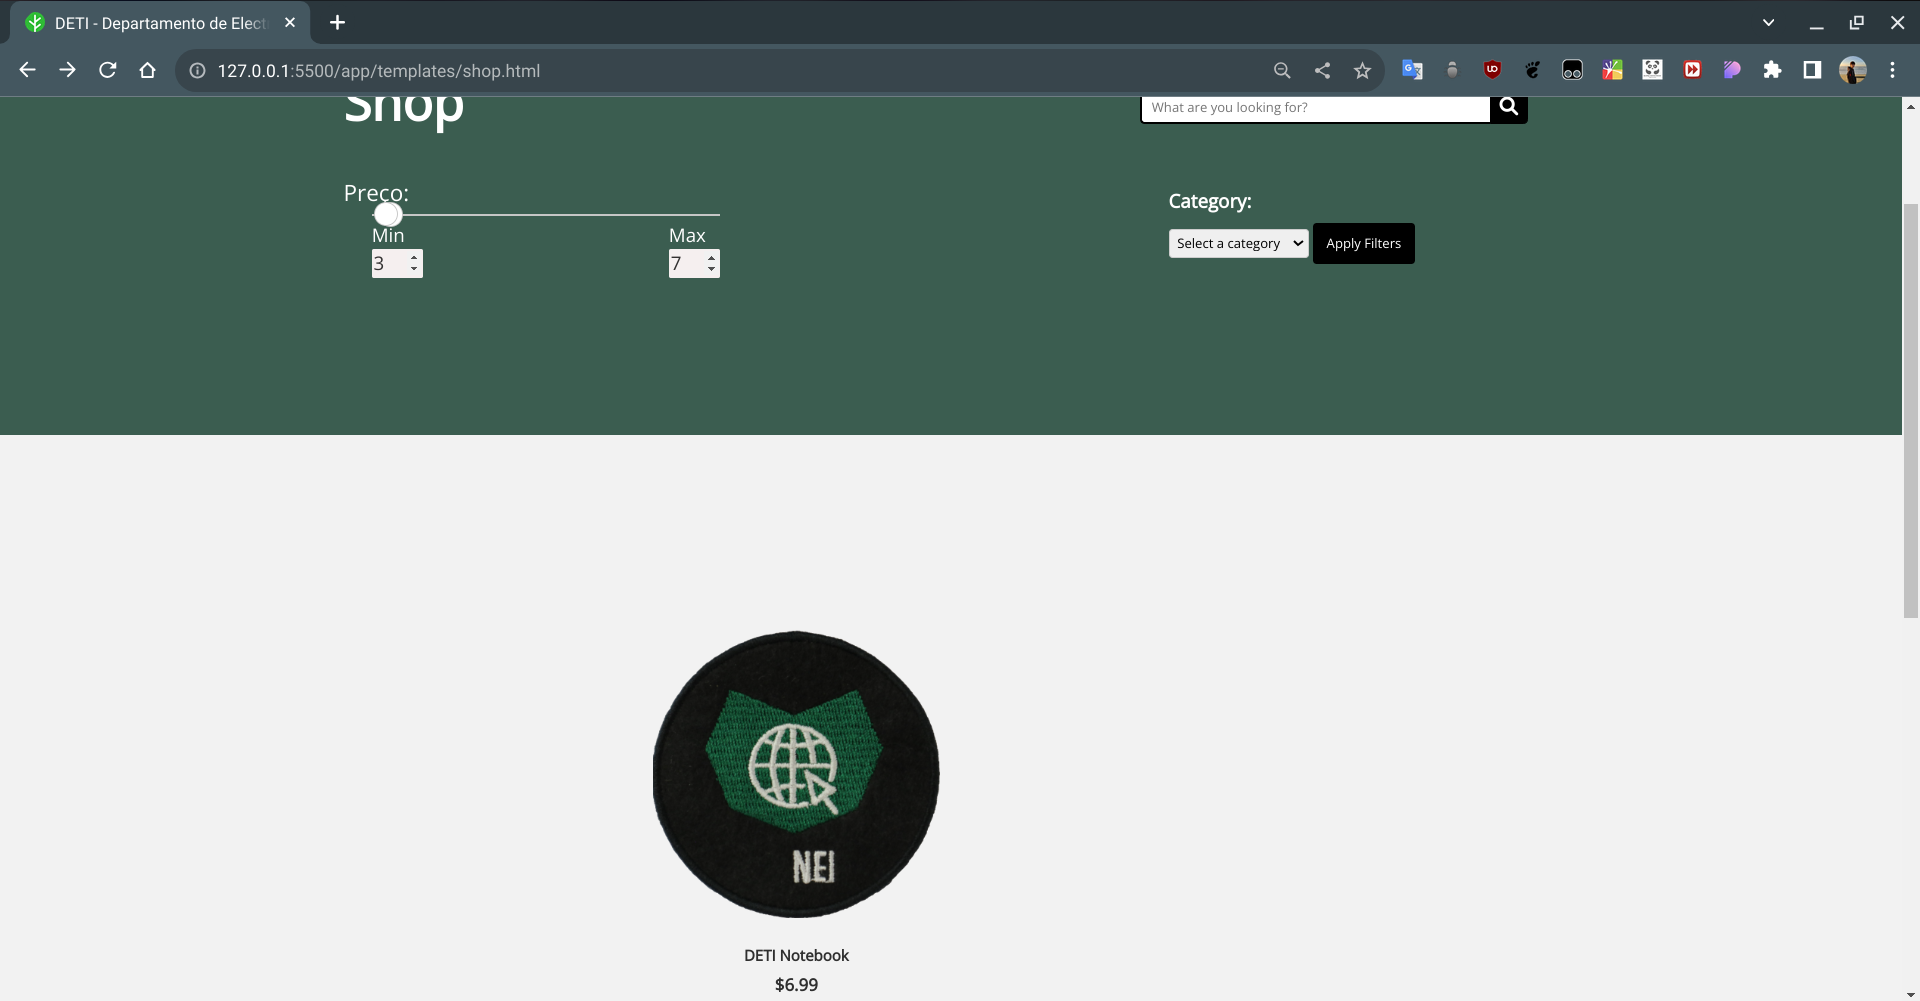 DETI - Departamento de Elect
127.0.0.1:5500/app/templates/shop.html
Shop
What are you looking for?
Preço:
Min
Max
3
7
Category:
Select a category
Apply Filters
NEI
DETI Notebook
$6.99